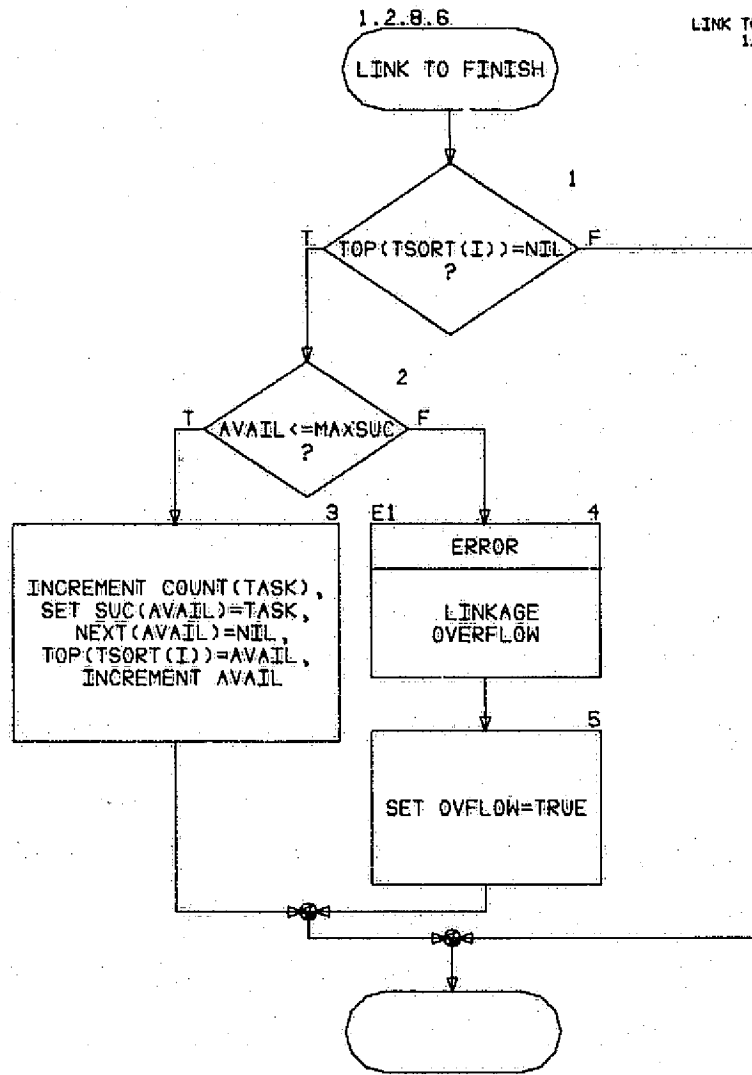 1.2.8.6
LINK TO
LINK TO FINISH
1
T
TOP(TSORT(I))=NIL
F
?
2
T
AVAIL<=MAXSUC
F
?
3
INCREMENT COUNT(TASK),
SET SUC(AVAIL)=TASK,
NEXT(AVAIL)=NIL,
TOP(TSORT(I))=AVAIL,
INCREMENT AVAIL
E1
4
ERROR
LINKAGE
OVERFLOW
5
SET OVFLOW=TRUE